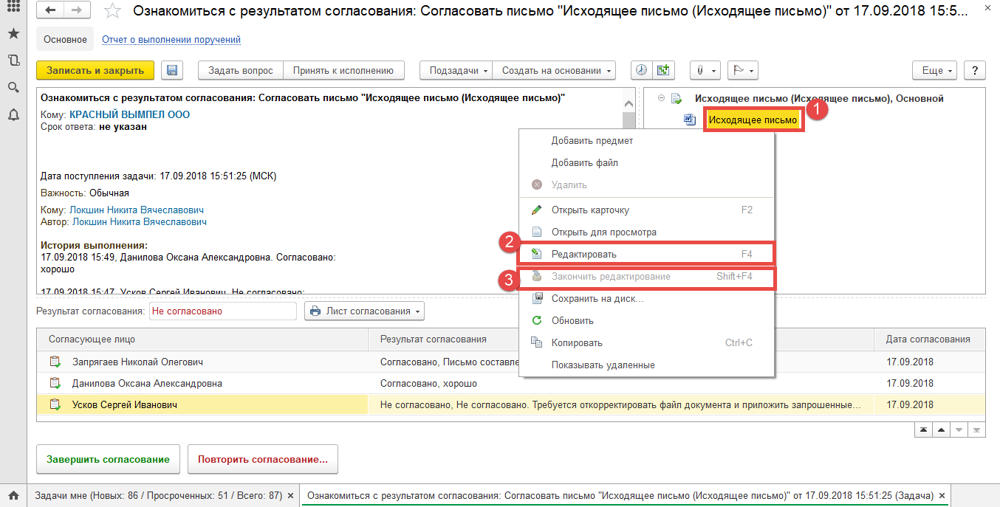 Ознакомиться с результатом согласования: Согласовать письмо "Исходящее письмо (Исходящее письмо)" от 17.09.2018 15:5...
Основное Отчет о выполнении поручений
Записать и закрыть Задать вопрос Принять к исполнению Подзадачи Создать на основании Еще ?
Ознакомиться с результатом согласования: Согласовать письмо "Исходящее письмо (Исходящее письмо)"
Кому: КРАСНЫЙ ВЫМПЕЛ ООО
Срок ответа: не указан
Дата поступления задачи: 17.09.2018 15:51:25 (МСК)
Важность: Обычная
Кому: Локшин Никита Вячеславович
Автор: Локшин Никита Вячеславович
История выполнения:
17.09.2018 15:49, Данилова Оксана Александровна. Согласовано:
хорошо
17.09.2018 15:47, Усков Сергей Иванович. Не согласовано:
Исходящее письмо (Исходящее письмо), Основной
Исходящее письмо
1
Добавить предмет
Добавить файл
Удалить
Открыть карточку F2
Открыть для просмотра
2
Редактировать F4
3
Закончить редактирование Shift+F4
Сохранить на диск...
Обновить
Копировать Ctrl+C
Показывать удаленные
Результат согласования: Не согласовано Лист согласования
Согласующее лицо Результат согласования Дата согласования
Запрягаев Николай Олегович Согласовано, Письмо составле 17.09.2018
Данилова Оксана Александровна Согласовано, хорошо 17.09.2018
Усков Сергей Иванович Не согласовано, Не согласовано. Требуется откорректировать файл документа и приложить запрошенные... 17.09.2018
Завершить согласование Повторить согласование...
Задачи мне (Новых: 86 / Просроченных: 51 / Всего: 87) × Ознакомиться с результатом согласования: Согласовать письмо "Исходящее письмо (Исходящее письмо)" от 17.09.2018 15:51:25 (Задача) ×